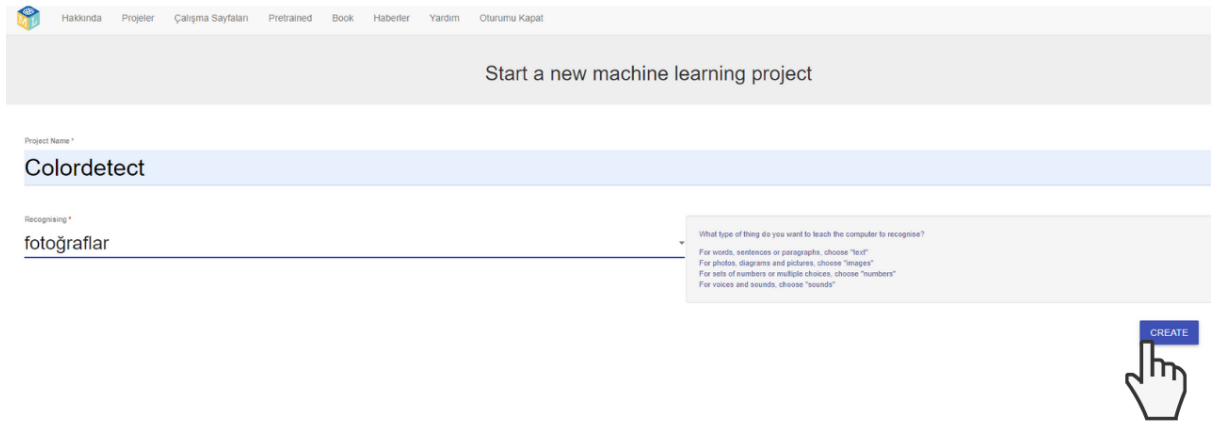 Hakkında Projeler Çalışma Sayfaları Pretrained Book Haberler Yardım Oturumu Kapat
Start a new machine learning project
Project Name *
Colordetect
Recognising *
fotoğraflar
What type of thing do you want to teach the computer to recognise?
For words, sentences or paragraphs, choose "text"
For photos, diagrams and pictures, choose "images"
For sets of numbers or multiple choices, choose "numbers"
For voices and sounds, choose "sounds"
CREATE